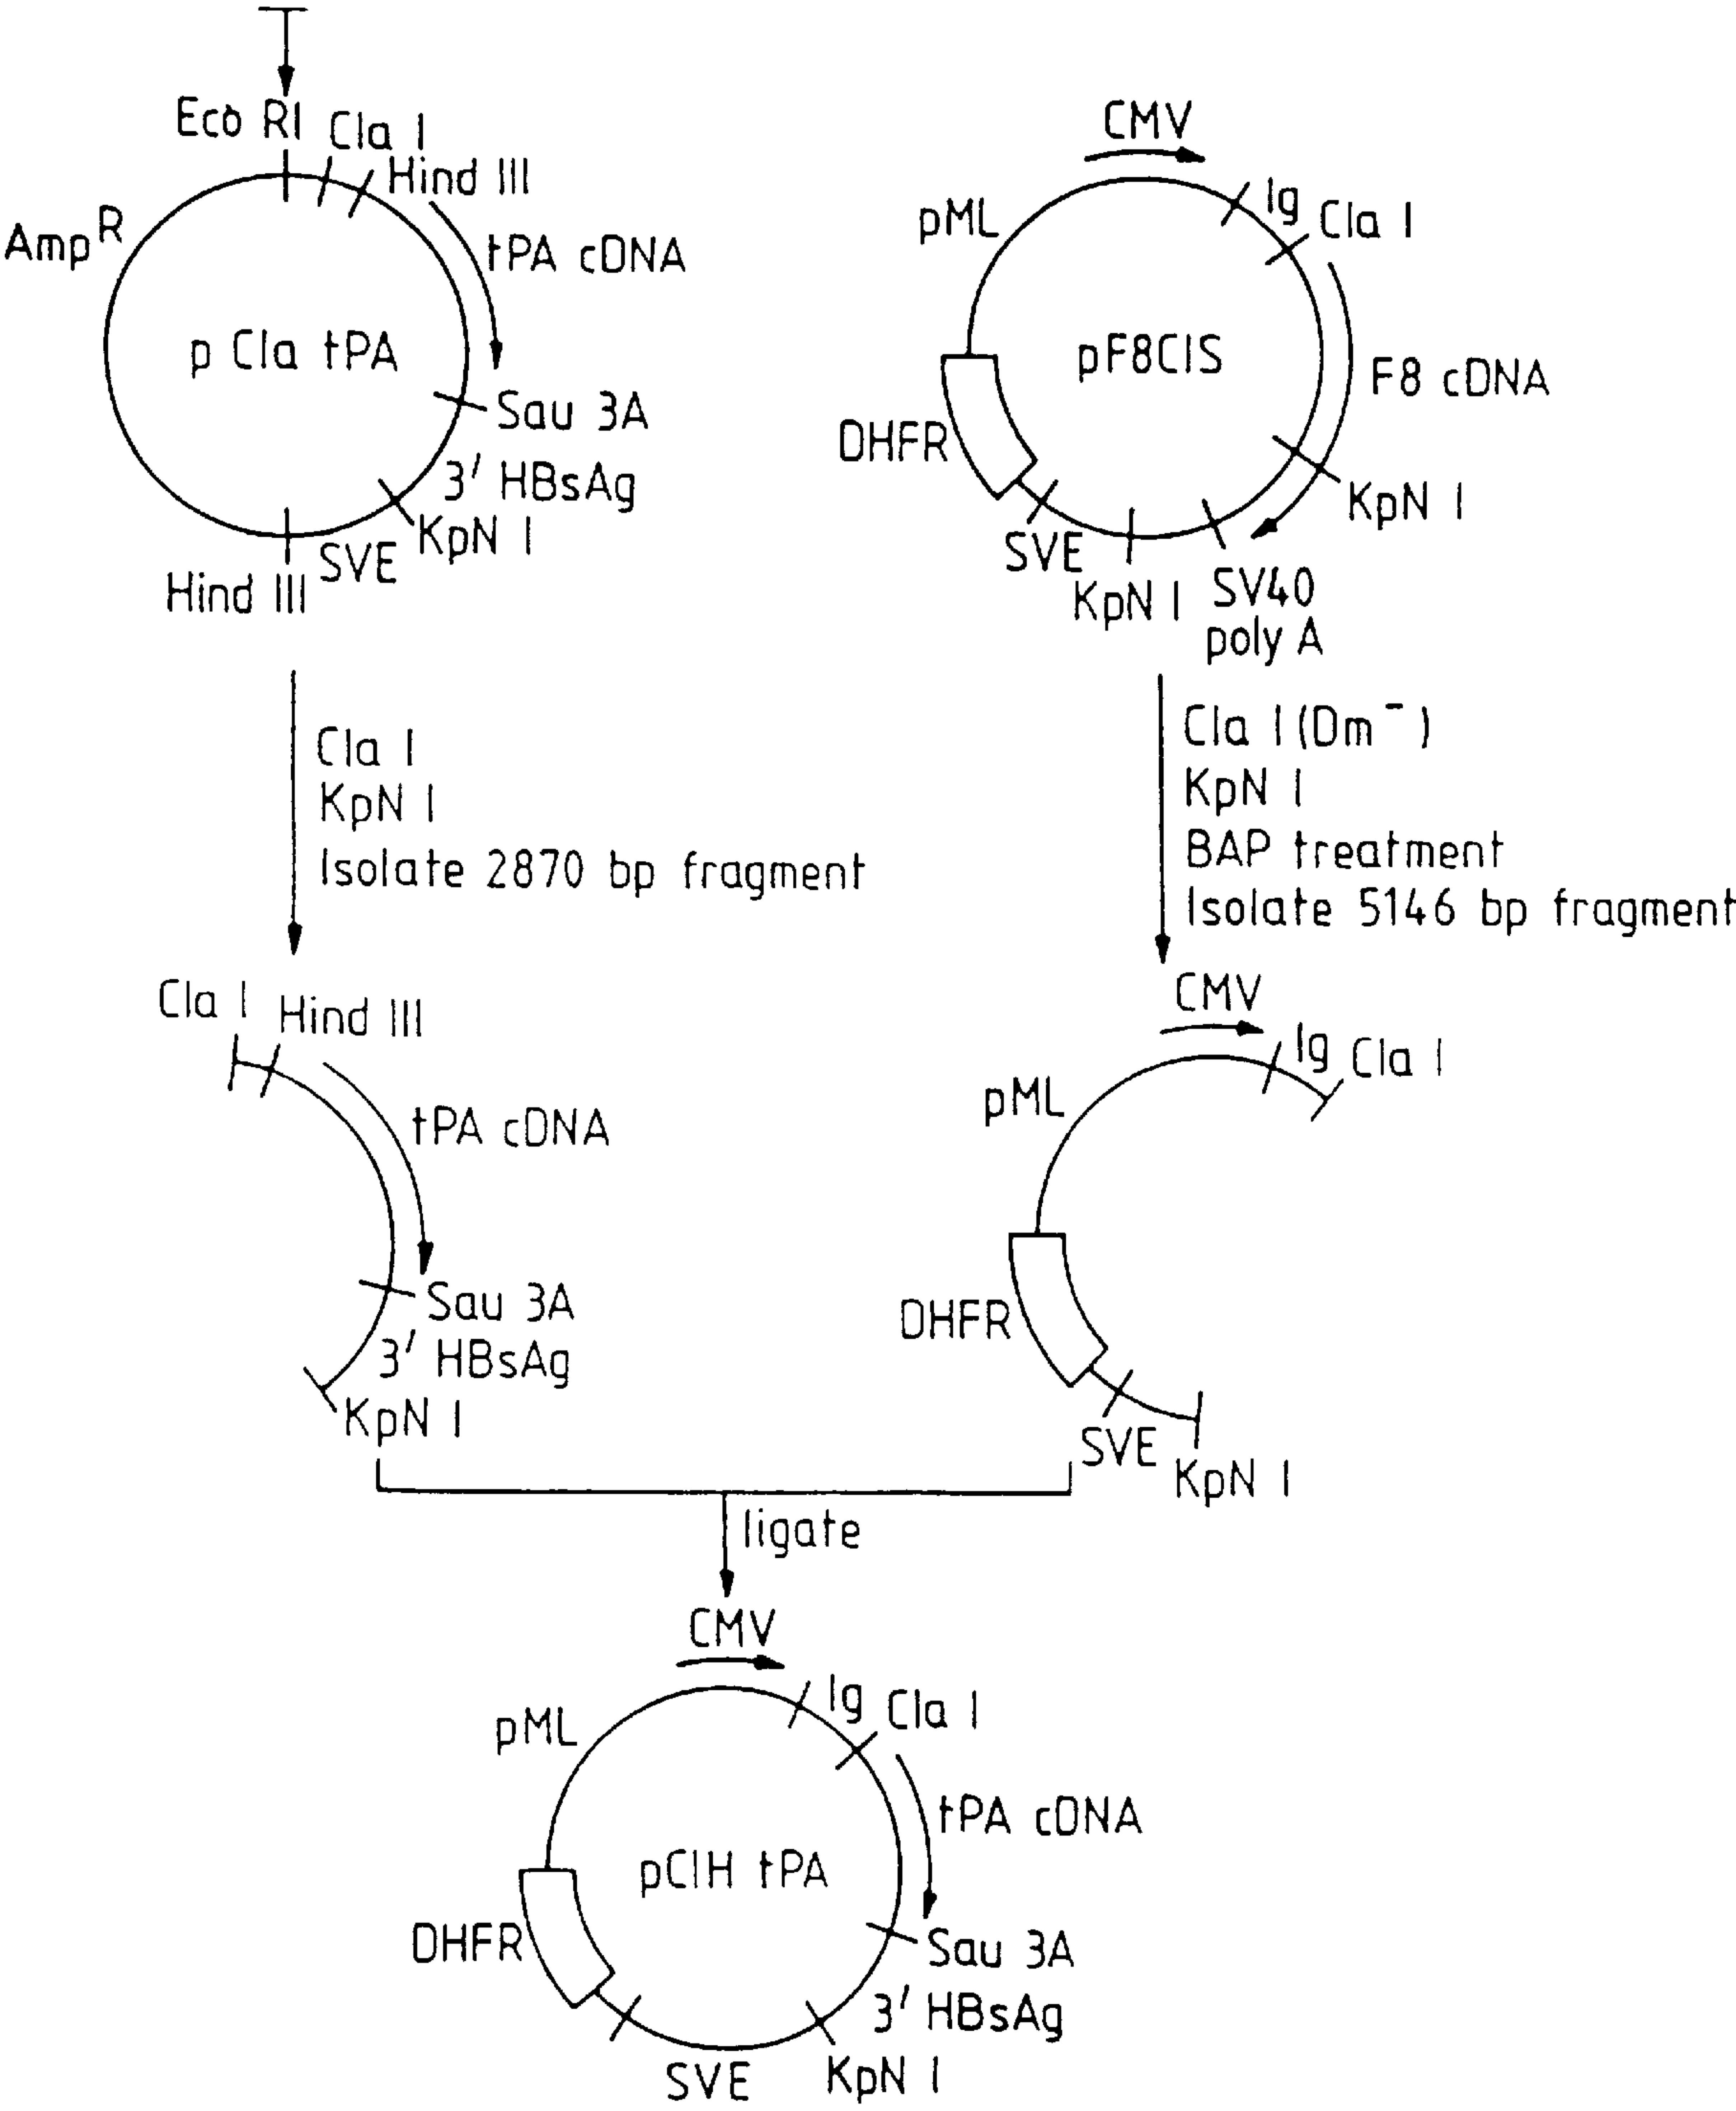 Eco RI
Cla I
Hind III
Amp R
tPA cDNA
p Cla tPA
Sau 3A
3' HBsAg
KpN I
SVE
Hind III
CMV
pML
Ig
Cla I
pF8CIS
F8 cDNA
DHFR
KpN I
SVE
KpN I
SV40
poly A
Cla I
KpN I
Isolate 2870 bp fragment
Cla I (Dm⁻)
KpN I
BAP treatment
Isolate 5146 bp fragment
Cla I
Hind III
tPA cDNA
Sau 3A
3' HBsAg
KpN I
CMV
Ig
Cla I
pML
DHFR
SVE
KpN I
ligate
CMV
Ig
Cla I
pML
tPA cDNA
pCIH tPA
DHFR
Sau 3A
3' HBsAg
KpN I
SVE